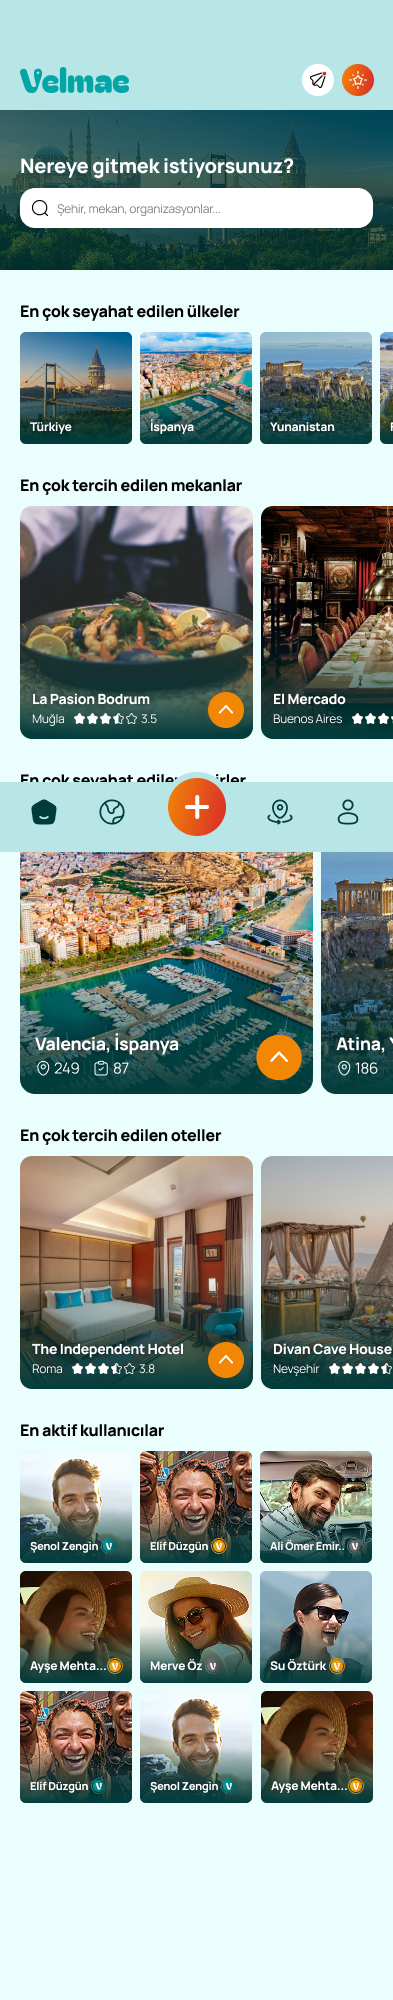 Velmae
Nereye gitmek istiyorsunuz?
Şehir, mekan, organizasyonlar...
En çok seyahat edilen ülkeler
Türkiye
İspanya
Yunanistan
En çok tercih edilen mekanlar
La Pasion Bodrum
Muğla 3.5
El Mercado
Buenos Aires
En çok seyahat edilen
Valencia, İspanya
249 87
Atina,
186
En çok tercih edilen oteller
The Independent Hotel
Roma 3.8
Divan Cave House
Nevşehir
En aktif kullanıcılar
Şenol Zengin
Elif Düzgün
Ali Ömer Emir..
Ayşe Mehta...
Merve Öz
Su Öztürk
Elif Düzgün
Şenol Zengin
Ayşe Mehta...